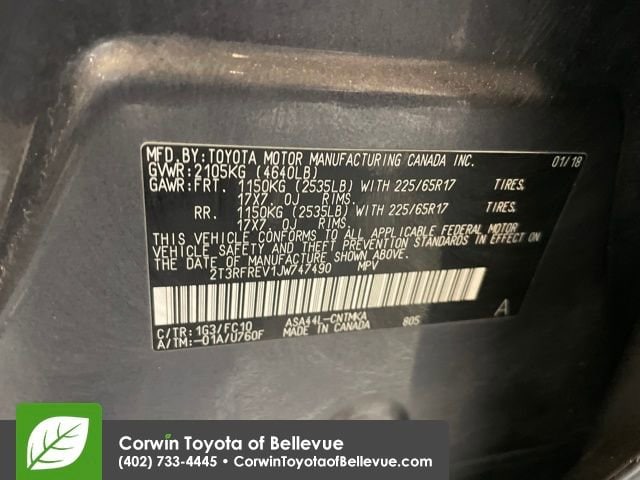 MFD.BY:TOYOTA MOTOR MANUFACTURING CANADA INC. 01/18
GVWR:2105KG (4640LB)
GAWR:FRT. 1150KG (2535LB) WITH 225/65R17 TIRES,
17X7. OJ RIMS.
RR. 1150KG (2535LB) WITH 225/65R17 TIRES,
17X7. OJ RIMS.
THIS VEHICLE CONFORMS TO ALL APPLICABLE FEDERAL MOTOR
VEHICLE SAFETY AND THEFT PREVENTION STANDARDS IN EFFECT ON
THE DATE OF MANUFACTURE SHOWN ABOVE.
2T3RFREV1JW747490 MPV
C/TR:1G3/FC10 ASA44L-CNTMKA 805 A
A/TM:-01A/U760F MADE IN CANADA
Corwin Toyota of Bellevue
(402) 733-4445 • CorwinToyotaofBellevue.com